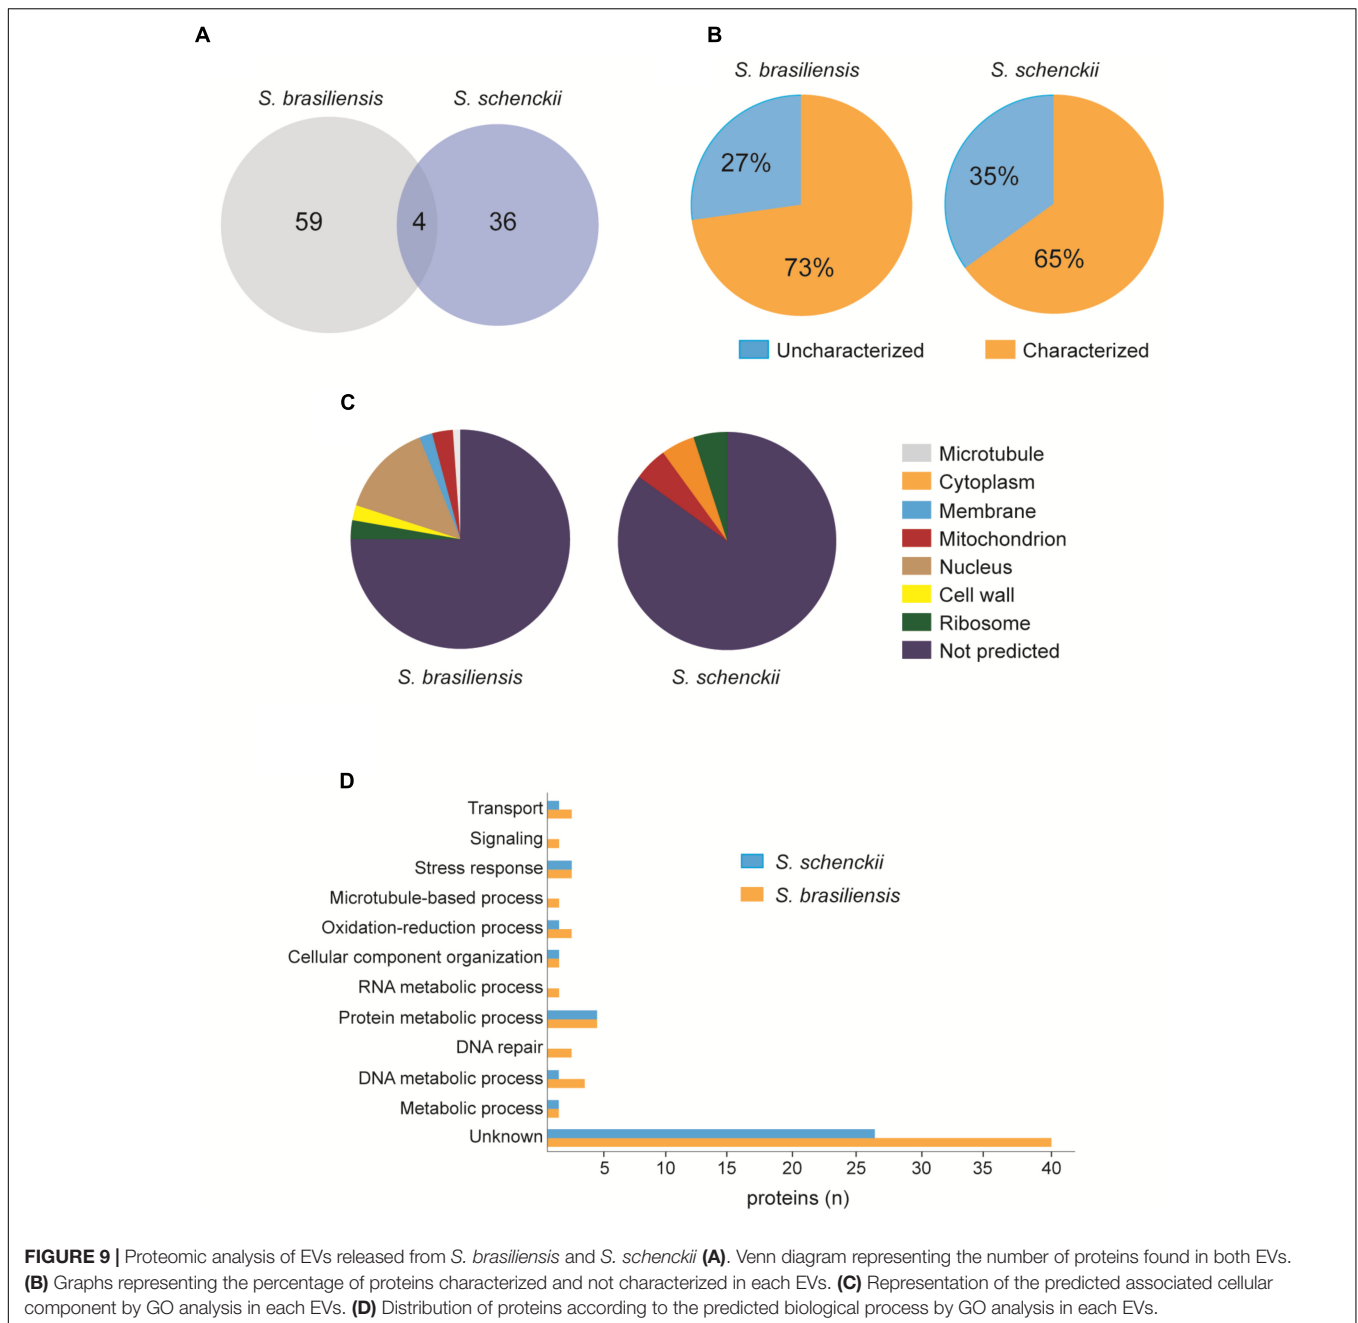 A
S. brasiliensis
S. schenckii
59
4
36
B
S. brasiliensis
S. schenckii
27%
73%
35%
65%
Uncharacterized
Characterized
C
S. brasiliensis
S. schenckii
Microtubule
Cytoplasm
Membrane
Mitochondrion
Nucleus
Cell wall
Ribosome
Not predicted
D
Transport
Signaling
Stress response
Microtubule-based process
Oxidation-reduction process
Cellular component organization
RNA metabolic process
Protein metabolic process
DNA repair
DNA metabolic process
Metabolic process
Unknown
S. schenckii
S. brasiliensis
5 10 15 20 25 30 35 40
proteins (n)
FIGURE 9 | Proteomic analysis of EVs released from S. brasiliensis and S. schenckii (A). Venn diagram representing the number of proteins found in both EVs.
(B) Graphs representing the percentage of proteins characterized and not characterized in each EVs. (C) Representation of the predicted associated cellular
component by GO analysis in each EVs. (D) Distribution of proteins according to the predicted biological process by GO analysis in each EVs.